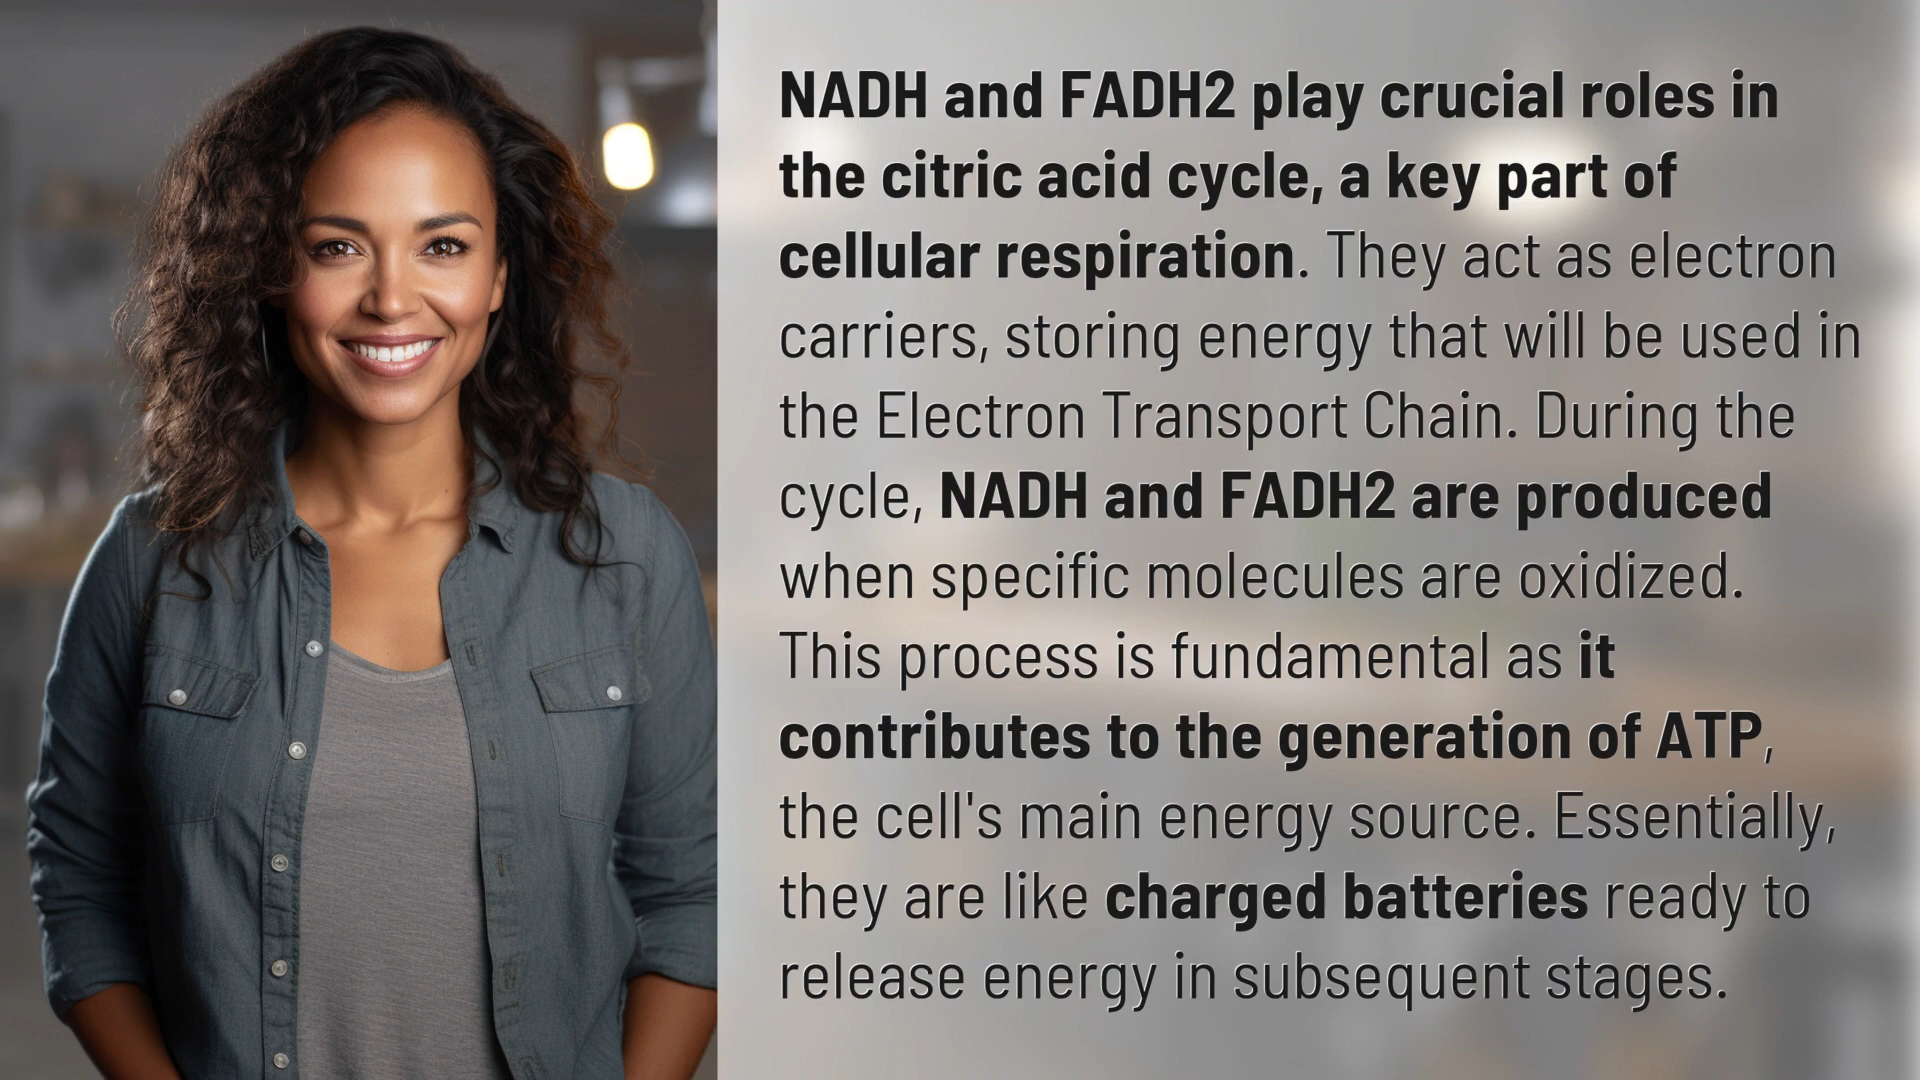 NADH and FADH2 play crucial roles in
the citric acid cycle, a key part of
cellular respiration. They act as electron
carriers, storing energy that will be used in
the Electron Transport Chain. During the
cycle, NADH and FADH2 are produced
when specific molecules are oxidized.
This process is fundamental as it
contributes to the generation of ATP,
the cell's main energy source. Essentially,
they are like charged batteries ready to
release energy in subsequent stages.